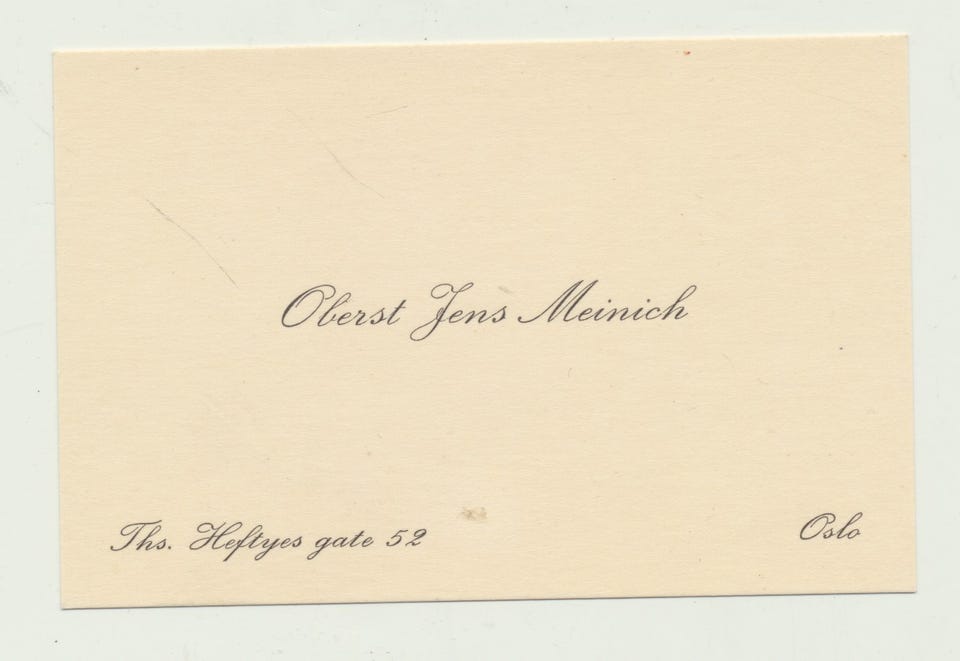 Oberst Jens Meinich
Ths. Heftyes gate 52
Oslo